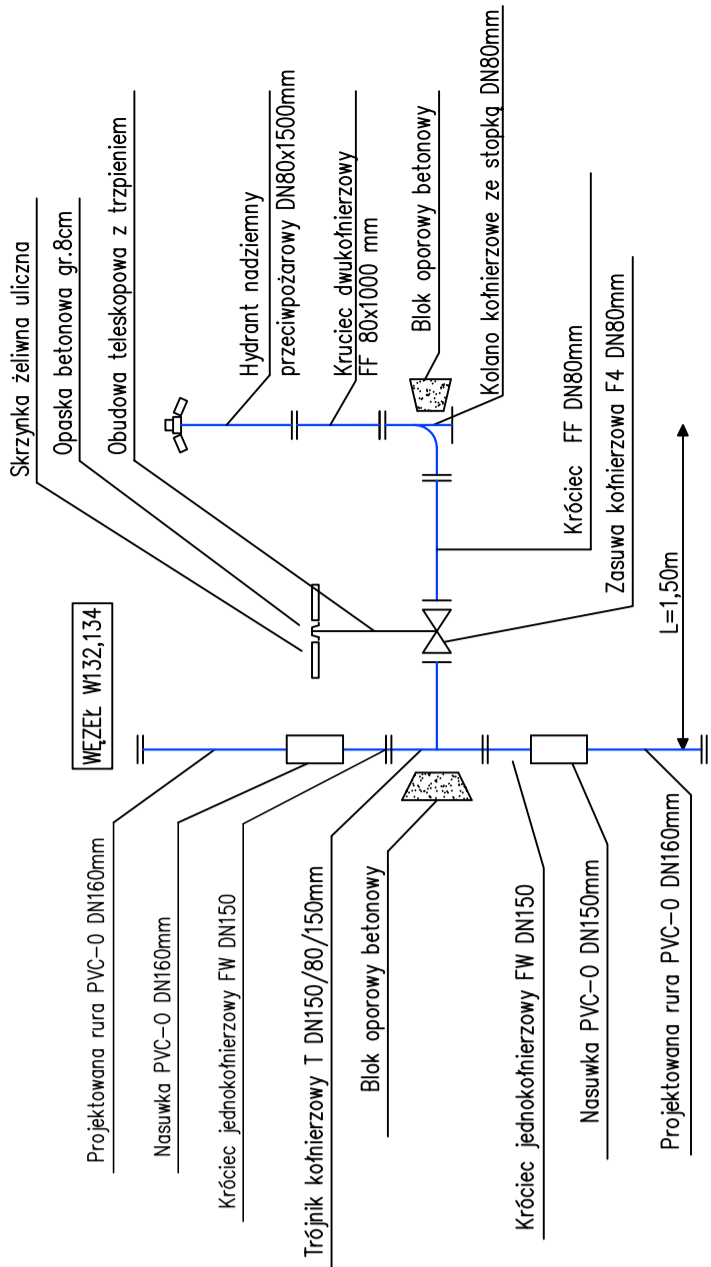 WĘZEŁ W132,134
Projektowana rura PVC-O DN160mm
Nasuwka PVC-O DN160mm
Króciec jednokołnierzowy FW DN150
Trójnik kołnierzowy T DN150/80/150mm
Blok oporowy betonowy
Króciec jednokołnierzowy FW DN150
Nasuwka PVC-O DN150mm
Projektowana rura PVC-O DN160mm
Skrzynka żeliwna uliczna
Opaska betonowa gr.8cm
Obudowa teleskopowa z trzpieniem
Hydrant nadziemny
przeciwpożarowy DN80x1500mm
Kruciec dwukołnierzowy
FF 80x1000 mm
Blok oporowy betonowy
Kolano kołnierzowe ze stopką DN80mm
Króciec FF DN80mm
Zasuwa kołnierzowa F4 DN80mm
L=1,50m